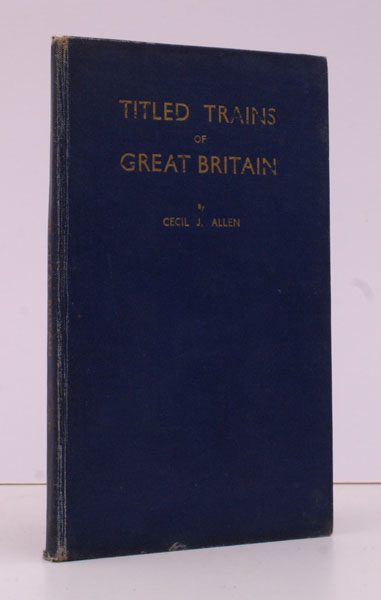 TITLED TRAINS
OF
GREAT BRITAIN
By
CECIL J. ALLEN